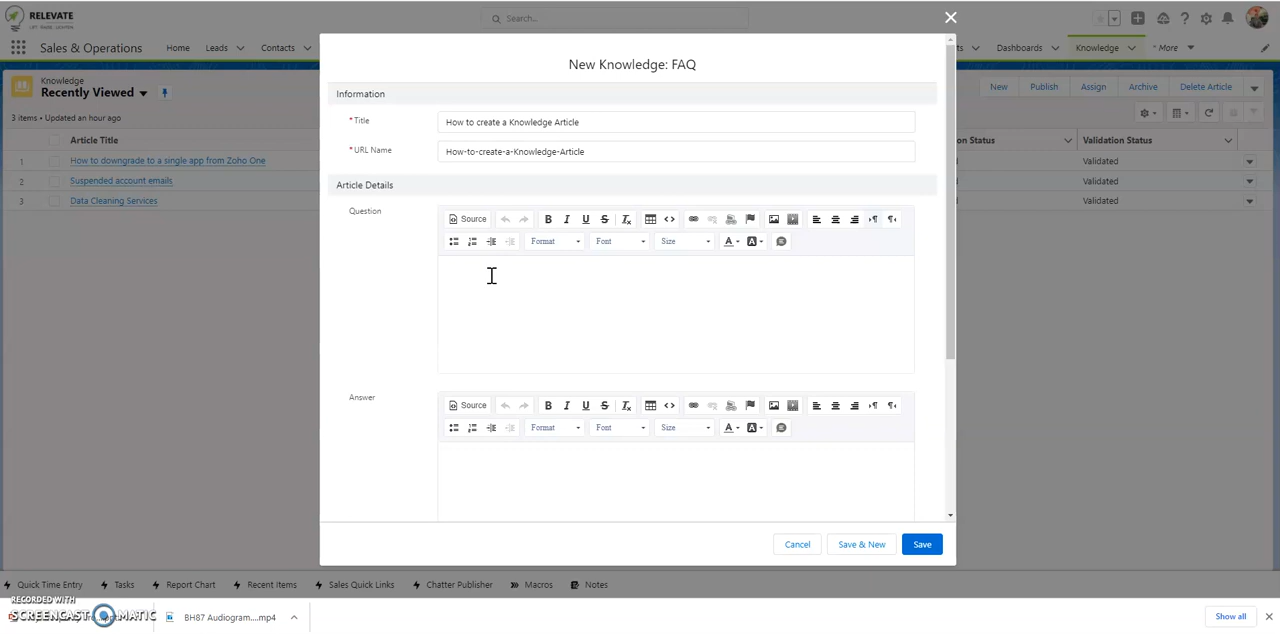 RELEVATE
LIFT. SHARE. LIGHTEN.
Search...
Sales & Operations
Home
Leads
Contacts
Dashboards
Knowledge
* More
Knowledge
Recently Viewed
3 items • Updated an hour ago
New
Publish
Assign
Archive
Delete Article
Article Title
Validation Status
1 How to downgrade to a single app from Zoho One
Validated
2 Suspended account emails
Validated
3 Data Cleaning Services
Validated
New Knowledge: FAQ
Information
* Title
How to create a Knowledge Article
* URL Name
How-to-create-a-Knowledge-Article
Article Details
Question
Source
Format
Font
Size
Answer
Source
Format
Font
Size
Cancel
Save & New
Save
Quick Time Entry
Tasks
Report Chart
Recent Items
Sales Quick Links
Chatter Publisher
Macros
Notes
RECORDED WITH
SCREENCAST-O-MATIC
BH87 Audiogram....mp4
Show all